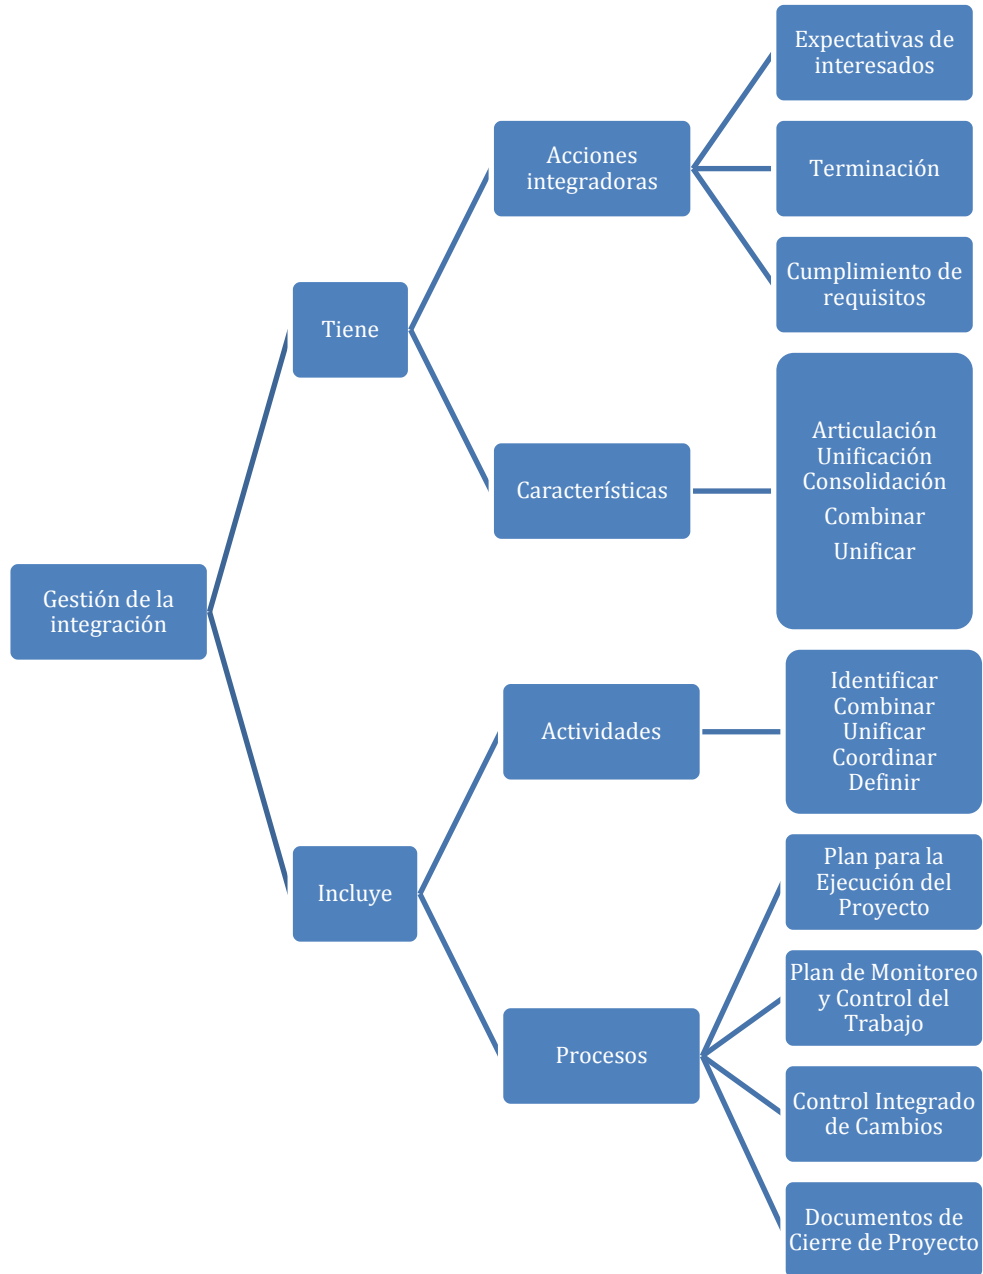 Expectativas de
interesados
Acciones
integradoras
Terminación
Cumplimiento de
requisitos
Tiene
Articulación
Unificación
Consolidación
Combinar
Unificar
Características
Gestión de la
integración
Identificar
Combinar
Unificar
Coordinar
Definir
Actividades
Plan para la
Ejecución del
Proyecto
Incluye
Plan de Monitoreo
y Control del
Trabajo
Procesos
Control Integrado
de Cambios
Documentos de
Cierre de Proyecto